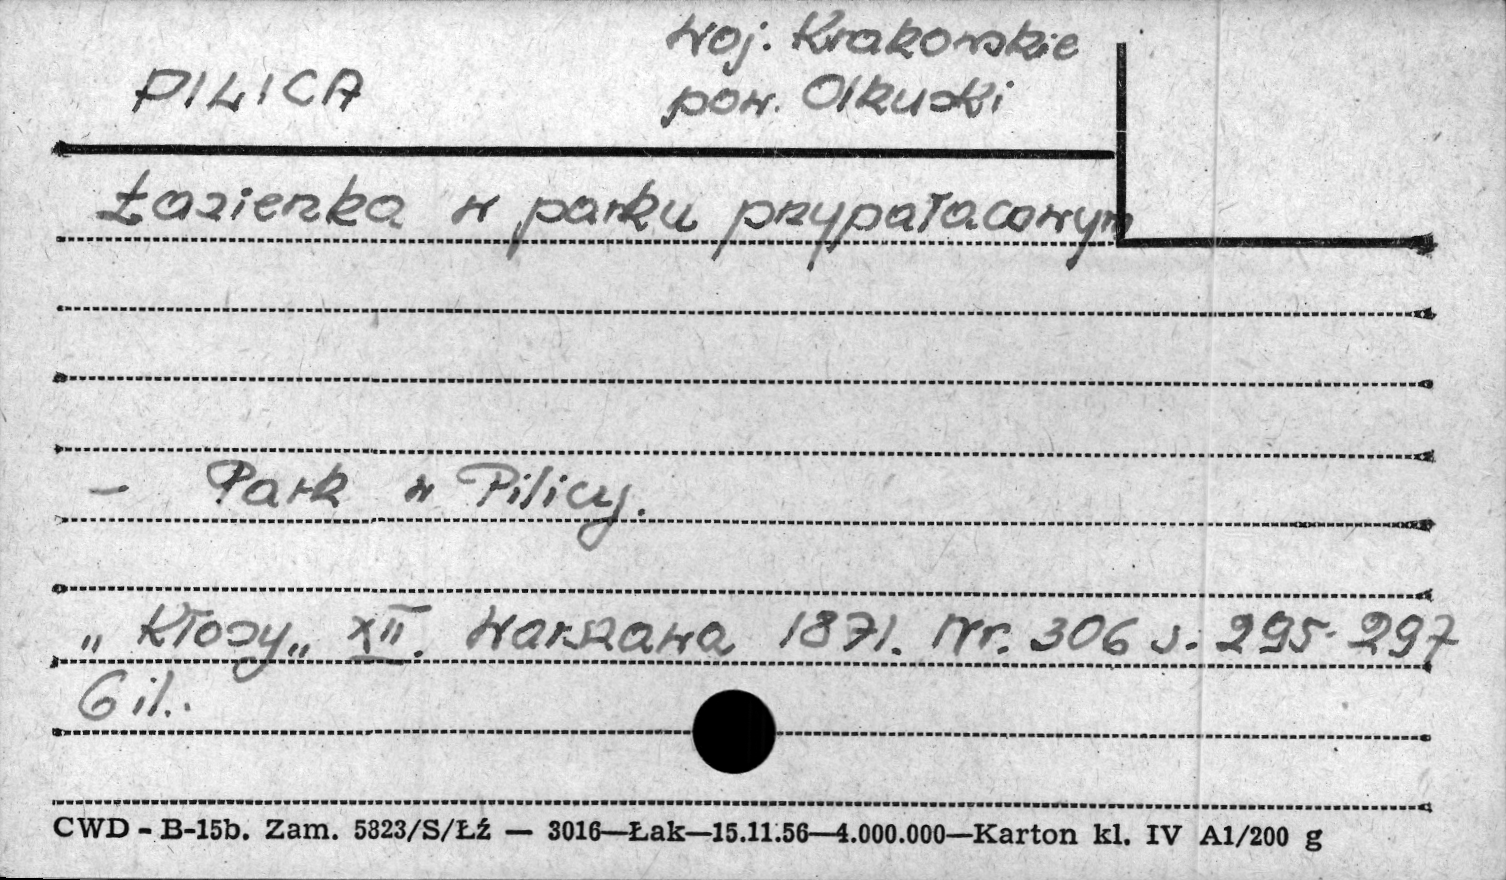 PILICA
woj. Krakowskie
pow. Olkuski
Łazienka w parku przypałacowym
- Park w Pilicy.
„Kłosy„ XII. Warszawa 1871. Nr. 306 s. 295-297
6 il..
CWD - B-15b. Zam. 5823/S/Łź — 3016—Łak—15.11.56—4.000.000—Karton kl. IV A1/200 g